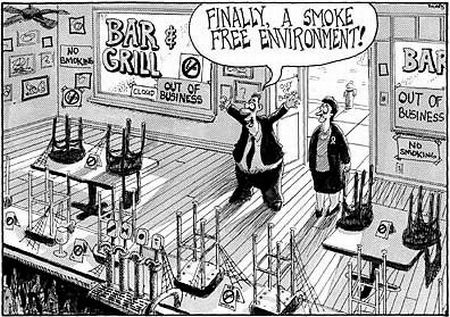 FINALLY, A SMOKE
FREE ENVIRONMENT!
BAR &
GRILL
NO
SMOKING
CLOSED
OUT OF
BUSINESS
BAR
OUT OF
BUSINESS
NO
SMOKING